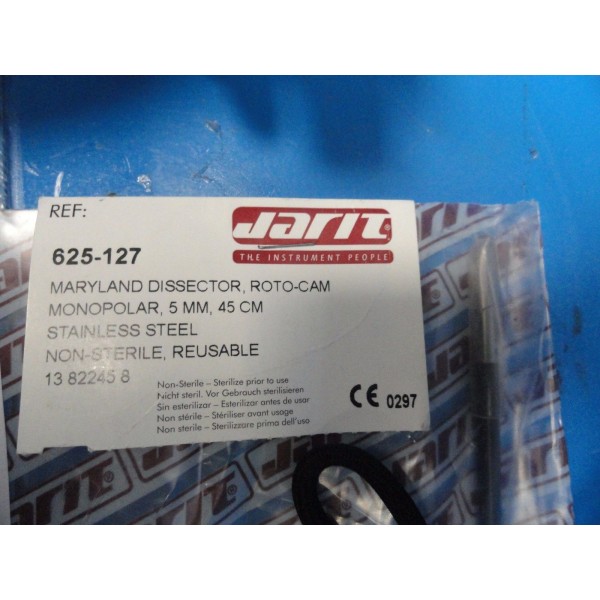 REF:
Jarit®
THE INSTRUMENT PEOPLE
625-127
MARYLAND DISSECTOR, ROTO-CAM
MONOPOLAR, 5 MM, 45 CM
STAINLESS STEEL
NON-STERILE, REUSABLE
13 82245 8
Non-Sterile – Sterilize prior to use
Nicht steril. Vor Gebrauch sterilisieren
Sin esterilizar – Esterilizar antes de usar
Non stérile – Stériliser avant usage
Non sterile – Sterilizzare prima dell'uso
CE 0297
Jarit